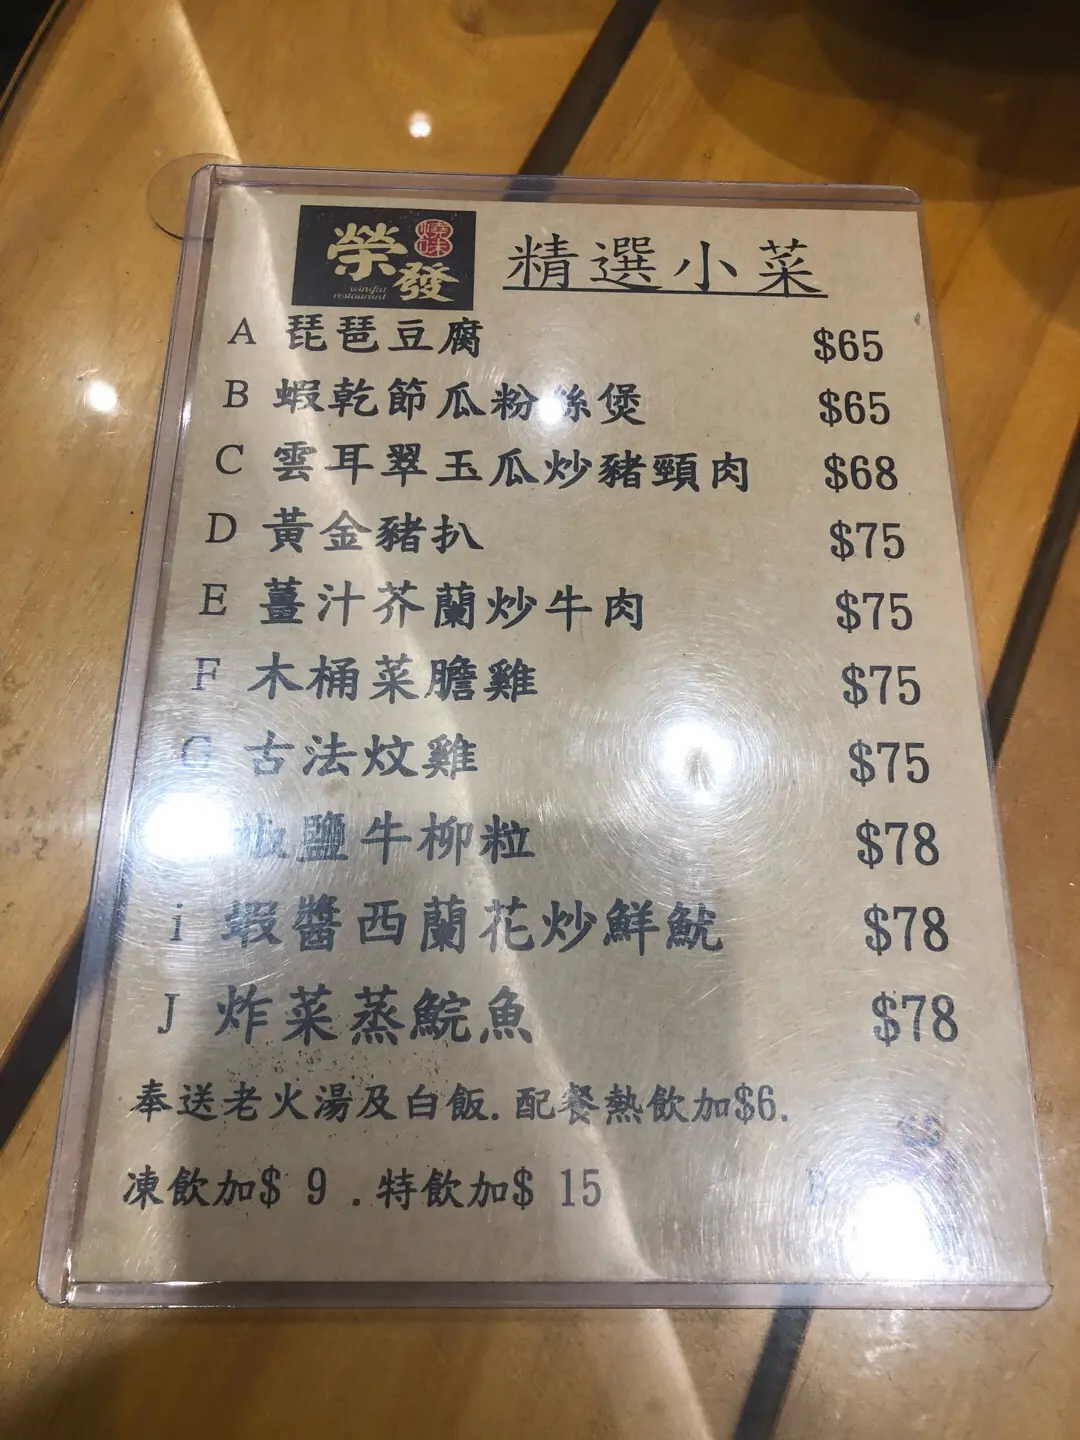 榮發
燒味
wingfat
restaurant
精選小菜
A 琵琶豆腐 $65
B 蝦乾節瓜粉絲煲 $65
C 雲耳翠玉瓜炒豬頸肉 $68
D 黃金豬扒 $75
E 薑汁芥蘭炒牛肉 $75
F 木桶菜膽雞 $75
G 古法炆雞 $75
椒鹽牛柳粒 $78
i 蝦醬西蘭花炒鮮魷 $78
J 炸菜蒸鯇魚 $78
奉送老火湯及白飯.配餐熱飲加$6.
凍飲加$ 9 .特飲加$ 15
B